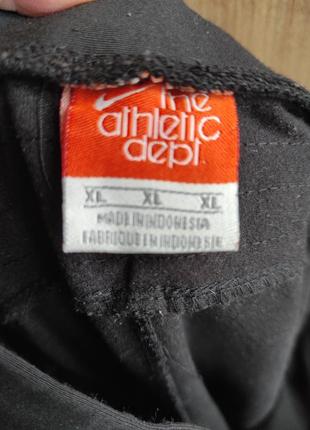 the
athletic
dept.
XL XL XL
MADE IN INDONESIA
FABRIQUE EN INDONESIE